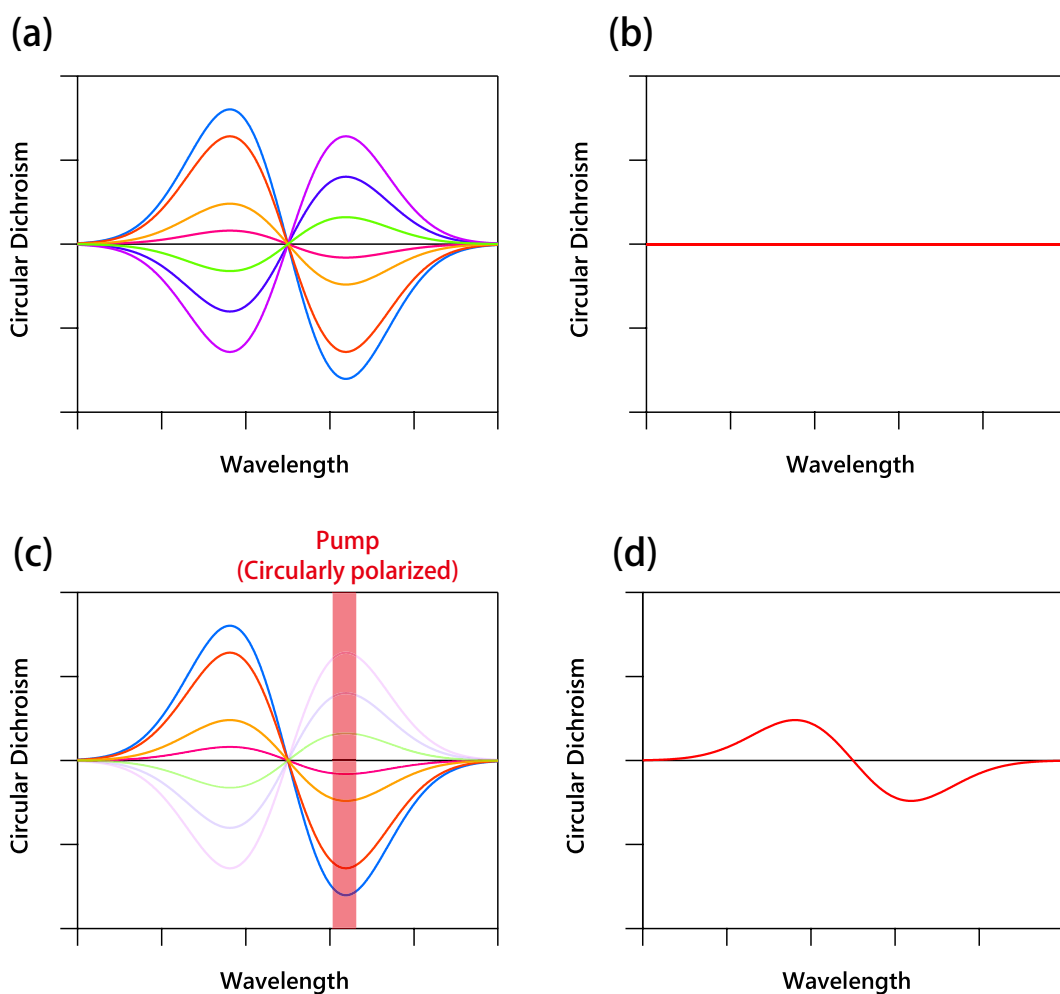 (a)
Circular Dichroism
Wavelength
(b)
Circular Dichroism
Wavelength
(c)
Pump
(Circularly polarized)
Circular Dichroism
Wavelength
(d)
Circular Dichroism
Wavelength